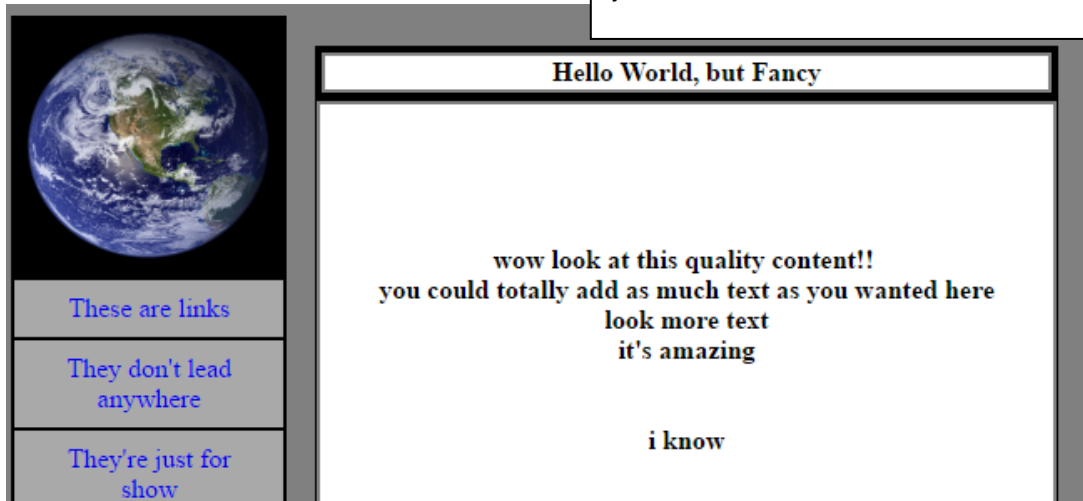 Hello World, but Fancy
These are links
They don't lead
anywhere
They're just for
show
wow look at this quality content!!
you could totally add as much text as you wanted here
look more text
it's amazing
i know